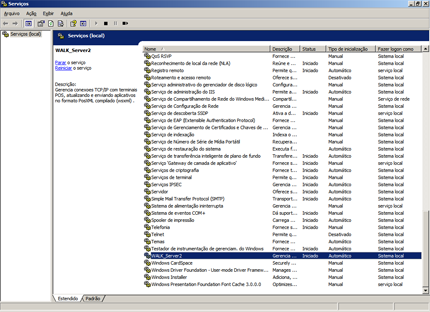 Serviços
Arquivo Ação Exibir Ajuda
Serviços (local)
Serviços (local)
WALK_Server2
Parar o serviço
Reiniciar o serviço
Descrição:
Gerencia conexões TCP/IP com terminais
POS, atualizando e enviando aplicativos
no formato PostXML compilado (voxml).
Nome Descrição Status Tipo de inicialização Fazer logon como
QoS RSVP Fornece ... Manual Sistema local
Reconhecimento de local da rede (NLA) Reúne e ... Iniciado Manual Sistema local
Registro remoto Permite q... Iniciado Automático serviço local
Roteamento e acesso remoto Oferece s... Desativado Sistema local
Serviço administrativo do gerenciador de disco lógico Configura... Manual Sistema local
Serviço de administração do IIS Permite a... Iniciado Automático Sistema local
Serviço de Compartilhamento de Rede do Windows Medi... Compartil... Manual Serviço de rede
Serviço de Configuração de Rede Gerencia ... Manual Sistema local
Serviço de descoberta SSDP Ativa a d... Iniciado Manual serviço local
Serviço de EAP (Extensible Authentication Protocol) Fornece ... Manual Sistema local
Serviço de Gerenciamento de Certificados e Chaves de ... Gerencia ... Manual Sistema local
Serviço de indexação Indexa o ... Manual Sistema local
Serviço de Número de Série de Mídia Portátil Recupera... Manual Sistema local
Serviço de restauração do sistema Executa f... Automático Sistema local
Serviço de transferência inteligente de plano de fundo Transfere... Iniciado Manual Sistema local
Serviço 'Gateway de camada de aplicativo' Fornece s... Iniciado Manual serviço local
Serviços de criptografia Fornece t... Iniciado Automático Sistema local
Serviços de terminal Permite q... Iniciado Manual Sistema local
Serviços IPSEC Gerencia ... Iniciado Automático Sistema local
Servidor Oferece s... Iniciado Automático Sistema local
Simple Mail Transfer Protocol (SMTP) Transport... Iniciado Automático Sistema local
Sistema de alimentação ininterrupta Gerencia ... Manual serviço local
Sistema de eventos COM+ Dá suport... Iniciado Manual Sistema local
Spooler de impressão Carrega ... Iniciado Automático Sistema local
Telefonia Fornece s... Iniciado Manual Sistema local
Telnet Permite q... Desativado Sistema local
Temas Fornece ... Iniciado Automático Sistema local
Testador de instrumentação de gerenciam. do Windows Fornece ... Iniciado Automático Sistema local
WALK_Server2 Gerencia ... Iniciado Automático Sistema local
Windows CardSpace Securely ... Manual Sistema local
Windows Driver Foundation - User-mode Driver Framew... Manages ... Manual Sistema local
Windows Installer Adiciona, ... Manual Sistema local
Windows Presentation Foundation Font Cache 3.0.0.0 Optimizes... Manual serviço local
Estendido Padrão